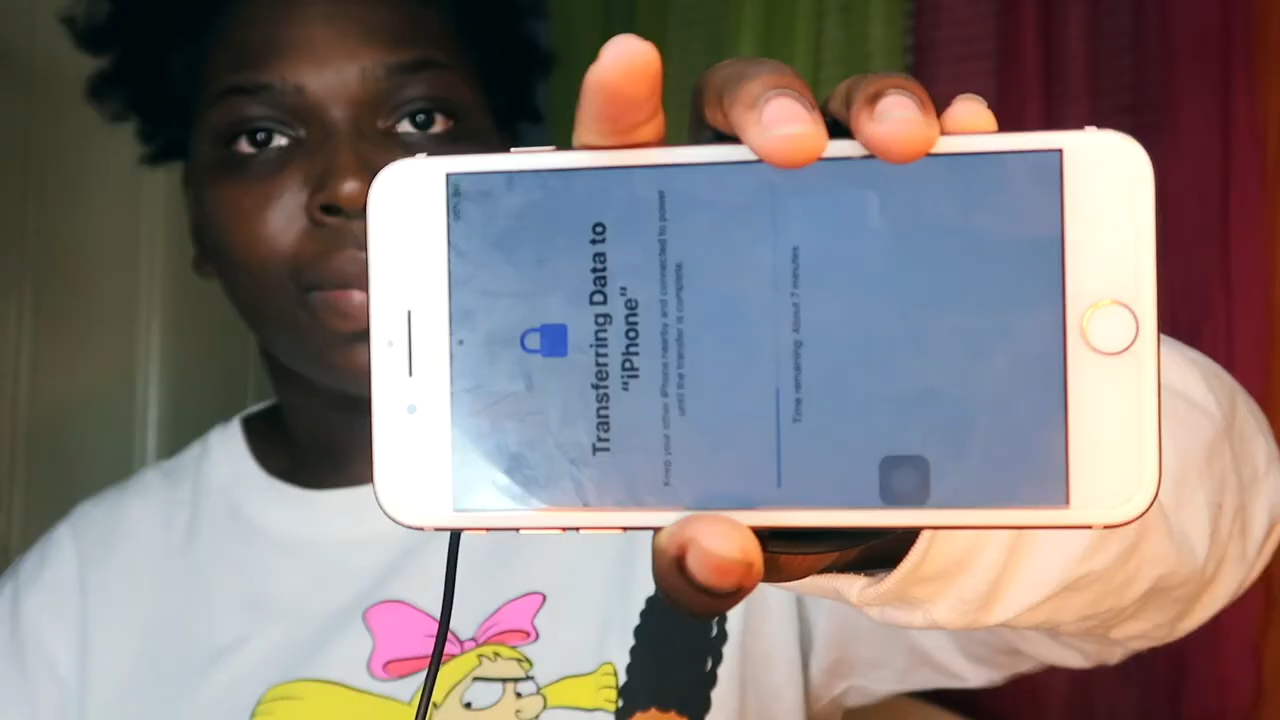 Transferring Data to
“iPhone”
Keep your other iPhone nearby and connected to power
until the transfer is complete.
Time remaining: About 7 minutes